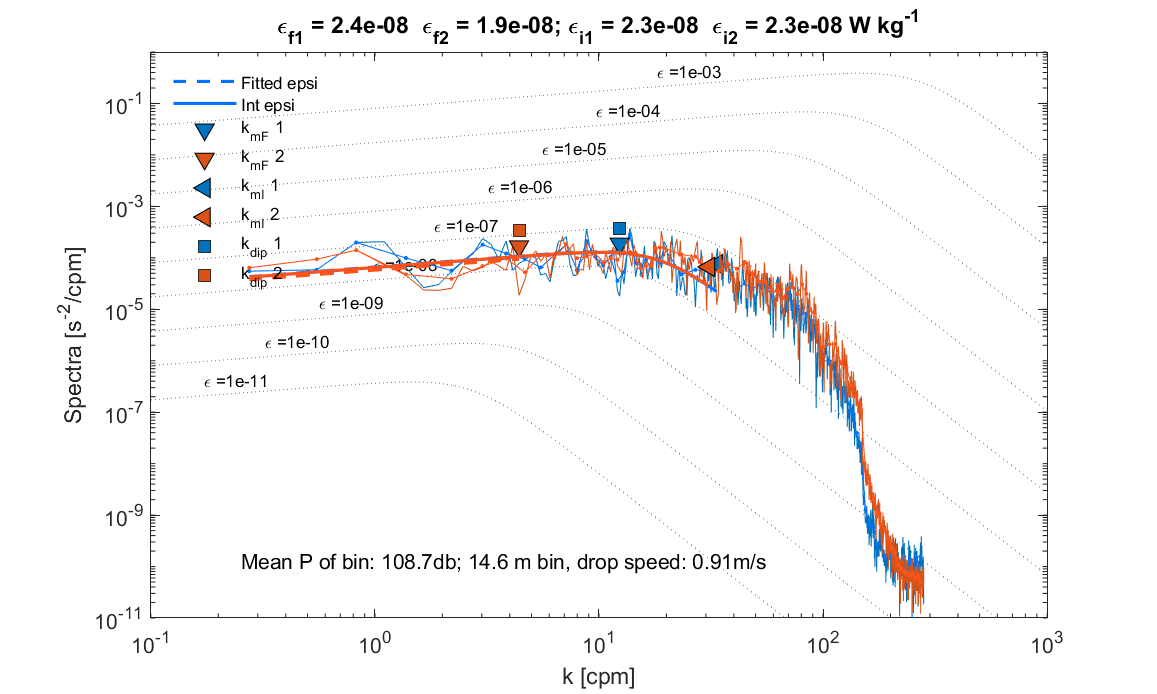 ϵf1 = 2.4e-08 ϵf2 = 1.9e-08; ϵi1 = 2.3e-08 ϵi2 = 2.3e-08 W kg-1
Fitted epsi
Int epsi
kmF 1
kmF 2
kmI 1
kmI 2
kdip 1
kdip 2
ϵ =1e-03
ϵ =1e-04
ϵ =1e-05
ϵ =1e-06
ϵ =1e-07
ϵ =1e-08
ϵ =1e-09
ϵ =1e-10
ϵ =1e-11
Mean P of bin: 108.7db; 14.6 m bin, drop speed: 0.91m/s
Spectra [s-2/cpm]
10-1
10-3
10-5
10-7
10-9
10-11
10-1
100
101
102
103
k [cpm]